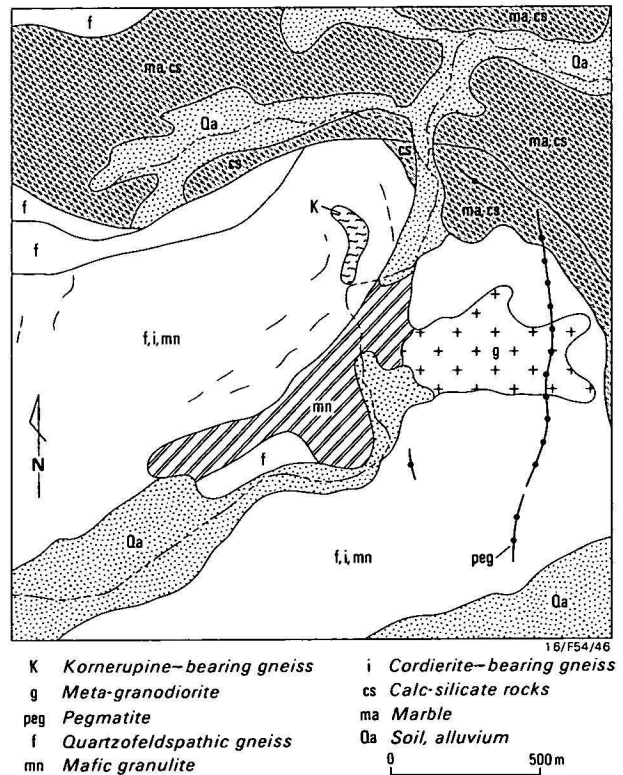 f
ma,cs
ma,cs
Qa
Qa
ma,cs
cs
cs
f
K
ma,cs
f
f,i,mn
g
mn
N
f
Qa
f,i,mn
peg
Qa
16/F54/46
K Kornerupine–bearing gneiss
g Meta-granodiorite
peg Pegmatite
f Quartzofeldspathic gneiss
mn Mafic granulite
i Cordierite–bearing gneiss
cs Calc-silicate rocks
ma Marble
Qa Soil, alluvium
0 500 m